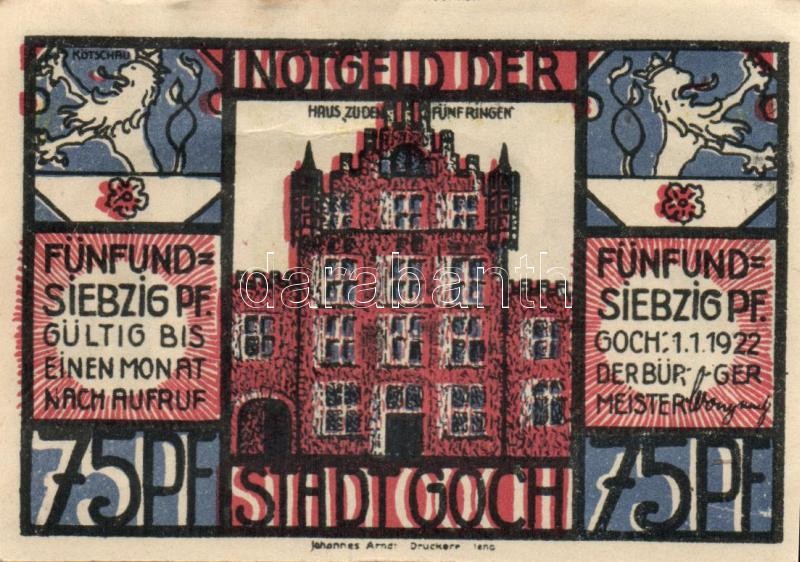 KÖTSCHAU
NOTGELD DER
HAUS „ZU DEN FÜNF RINGEN“
FÜNFUND=
SIEBZIG PF.
GÜLTIG BIS
EINEN MONAT
NACH AUFRUF
75 PF
FÜNFUND=
SIEBZIG PF.
GOCH: 1.1.1922
DER BÜR- GER
MEISTER
75 PF
STADT GOCH
Johannes Arndt Druckerei Jena
darabanth